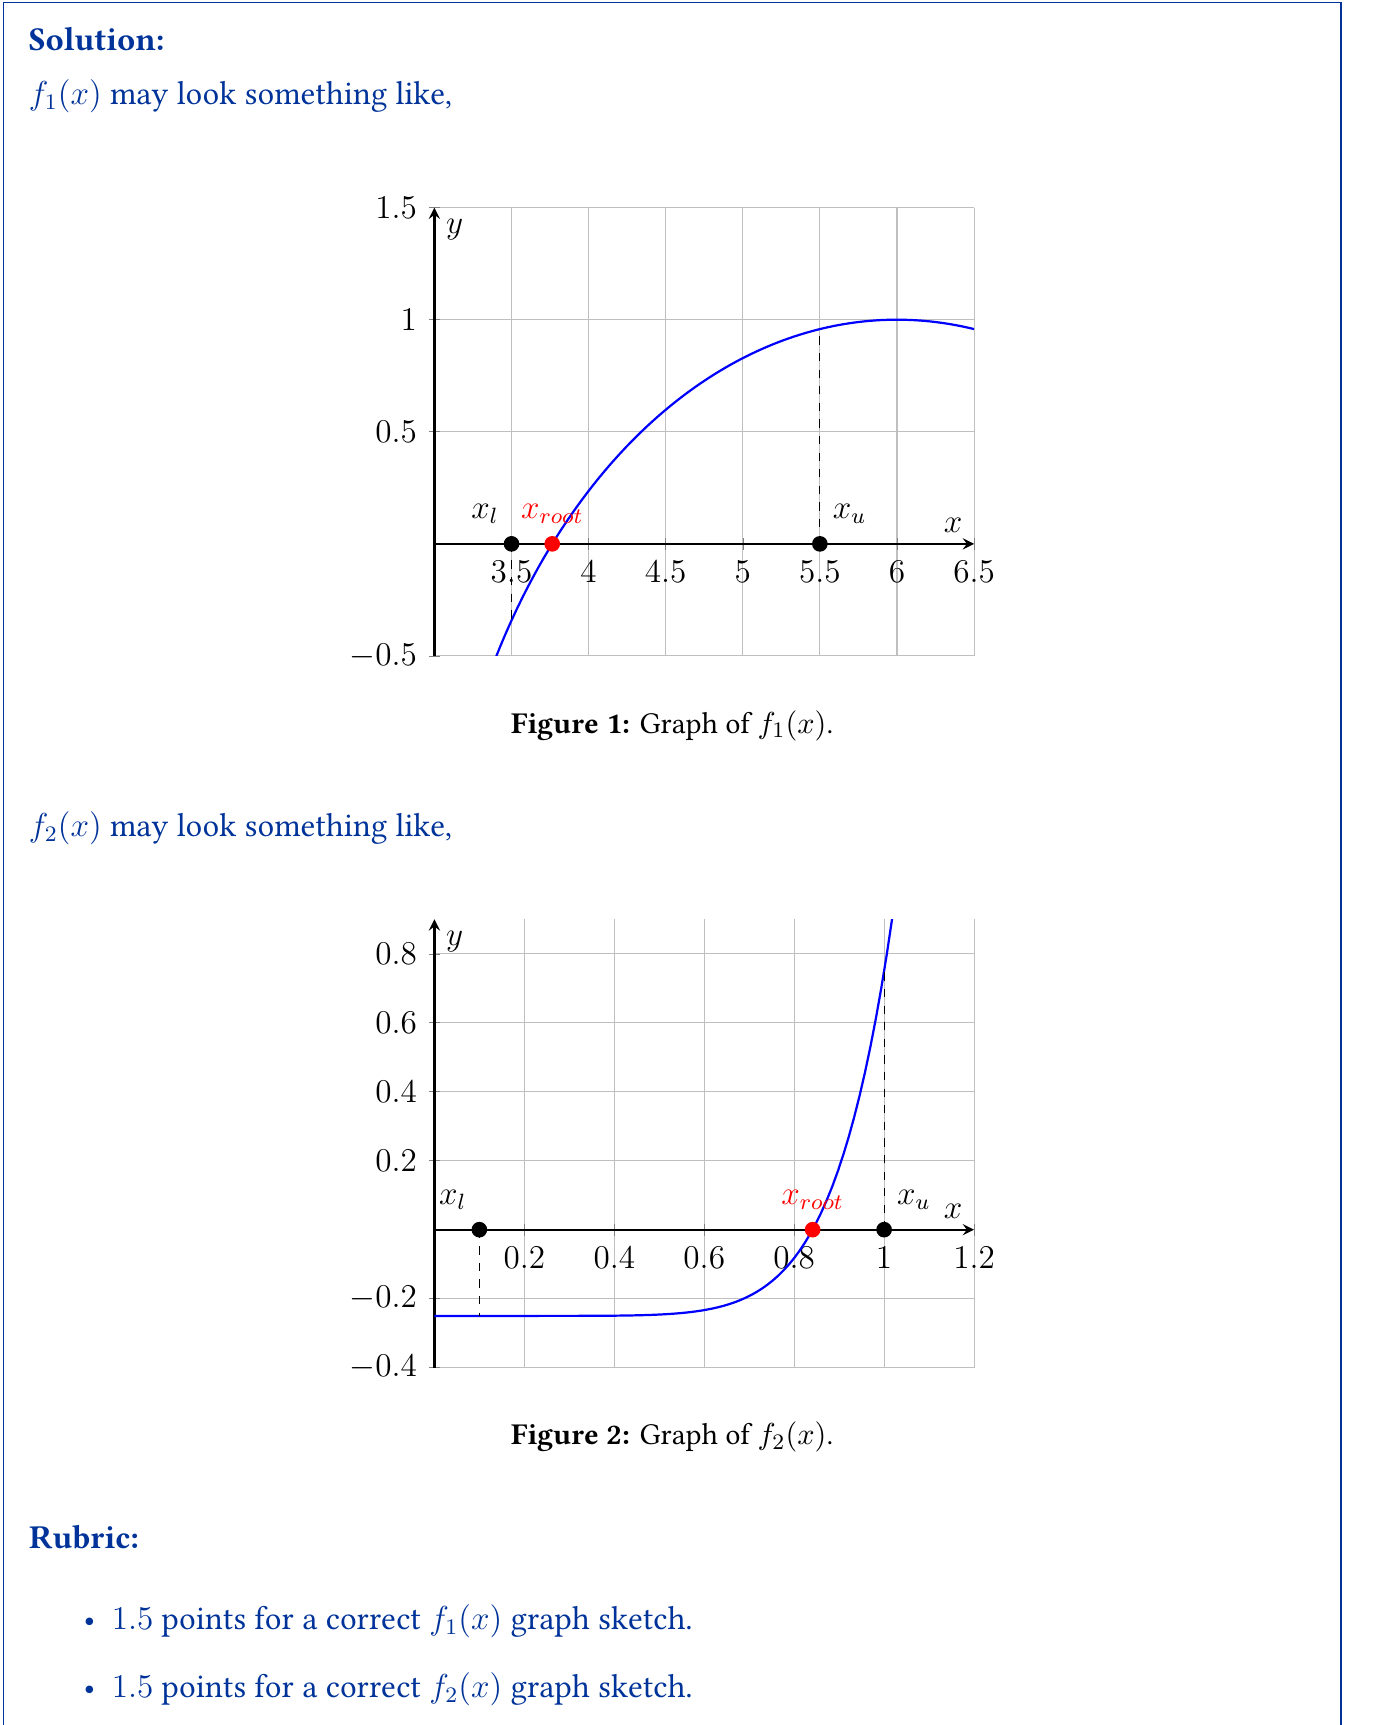 Solution:
f₁(x) may look something like,
1.5
y
1
0.5
xₗ x_root x_u x
3.5 4 4.5 5 5.5 6 6.5
−0.5
Figure 1: Graph of f₁(x).
f₂(x) may look something like,
y
0.8
0.6
0.4
0.2
xₗ x_root x_u x
0.2 0.4 0.6 0.8 1 1.2
−0.2
−0.4
Figure 2: Graph of f₂(x).
Rubric:
• 1.5 points for a correct f₁(x) graph sketch.
• 1.5 points for a correct f₂(x) graph sketch.